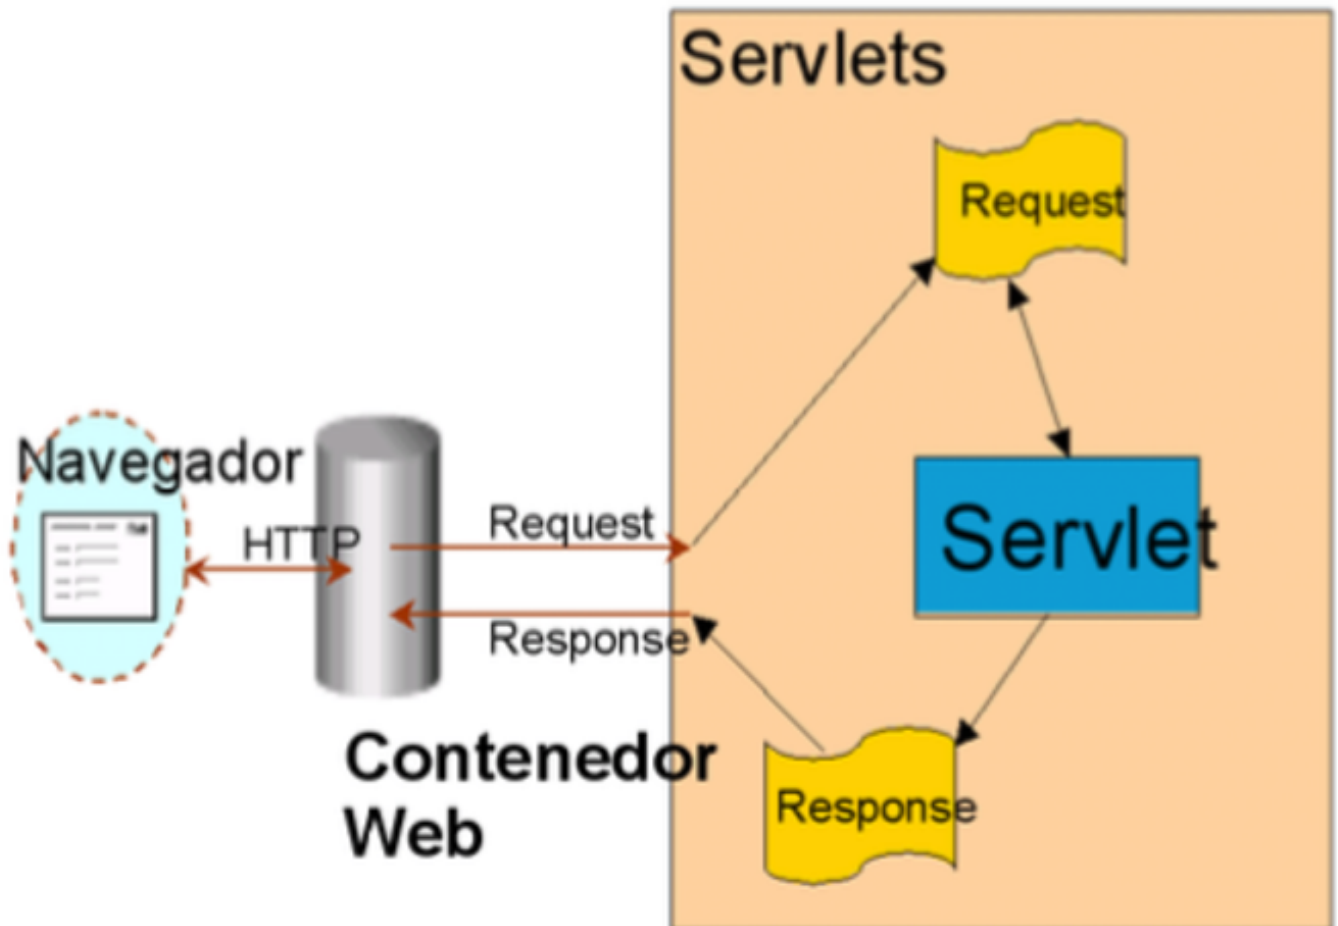 Servlets
Request
Navegador
HTTP
Request
Servlet
Response
Contenedor
Web
Response